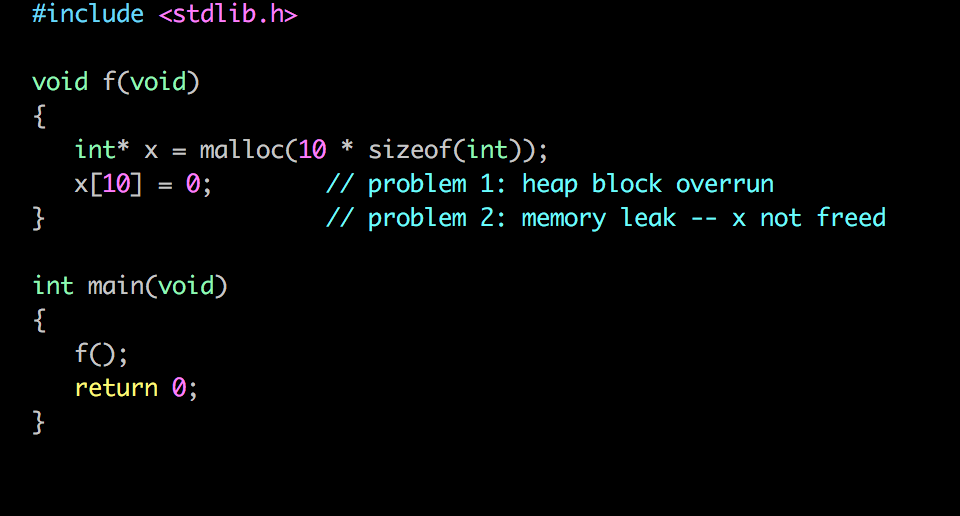 #include <stdlib.h>

void f(void)
{
   int* x = malloc(10 * sizeof(int));
   x[10] = 0;        // problem 1: heap block overrun
}                    // problem 2: memory leak -- x not freed

int main(void)
{
   f();
   return 0;
}